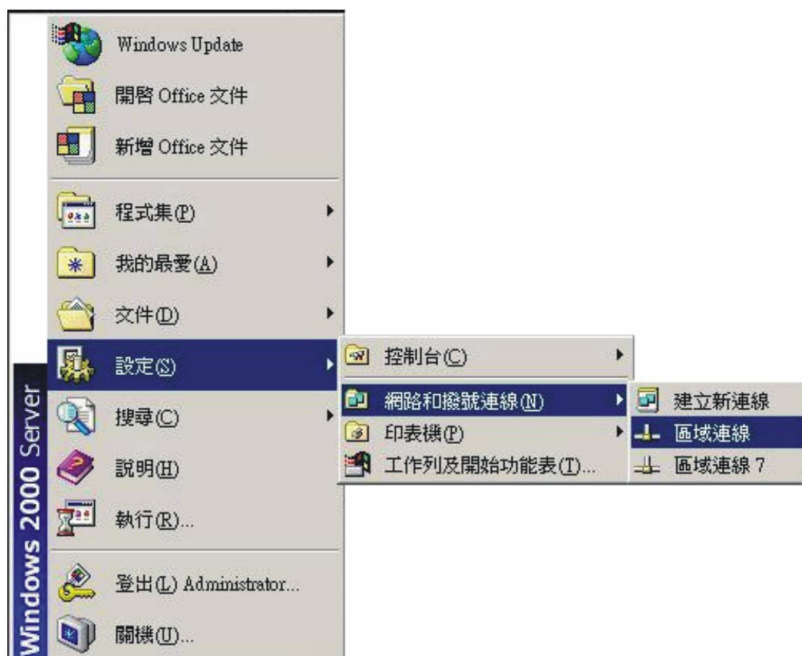 Windows Update
開啓 Office 文件
新增 Office 文件
程式集(P)
我的最愛(A)
文件(D)
設定(S)
控制台(C)
網路和撥號連線(N)
建立新連線
區域連線
印表機(P)
區域連線 7
工作列及開始功能表(T)...
搜尋(C)
說明(H)
執行(R)...
登出(L) Administrator...
關機(U)...
Windows 2000 Server